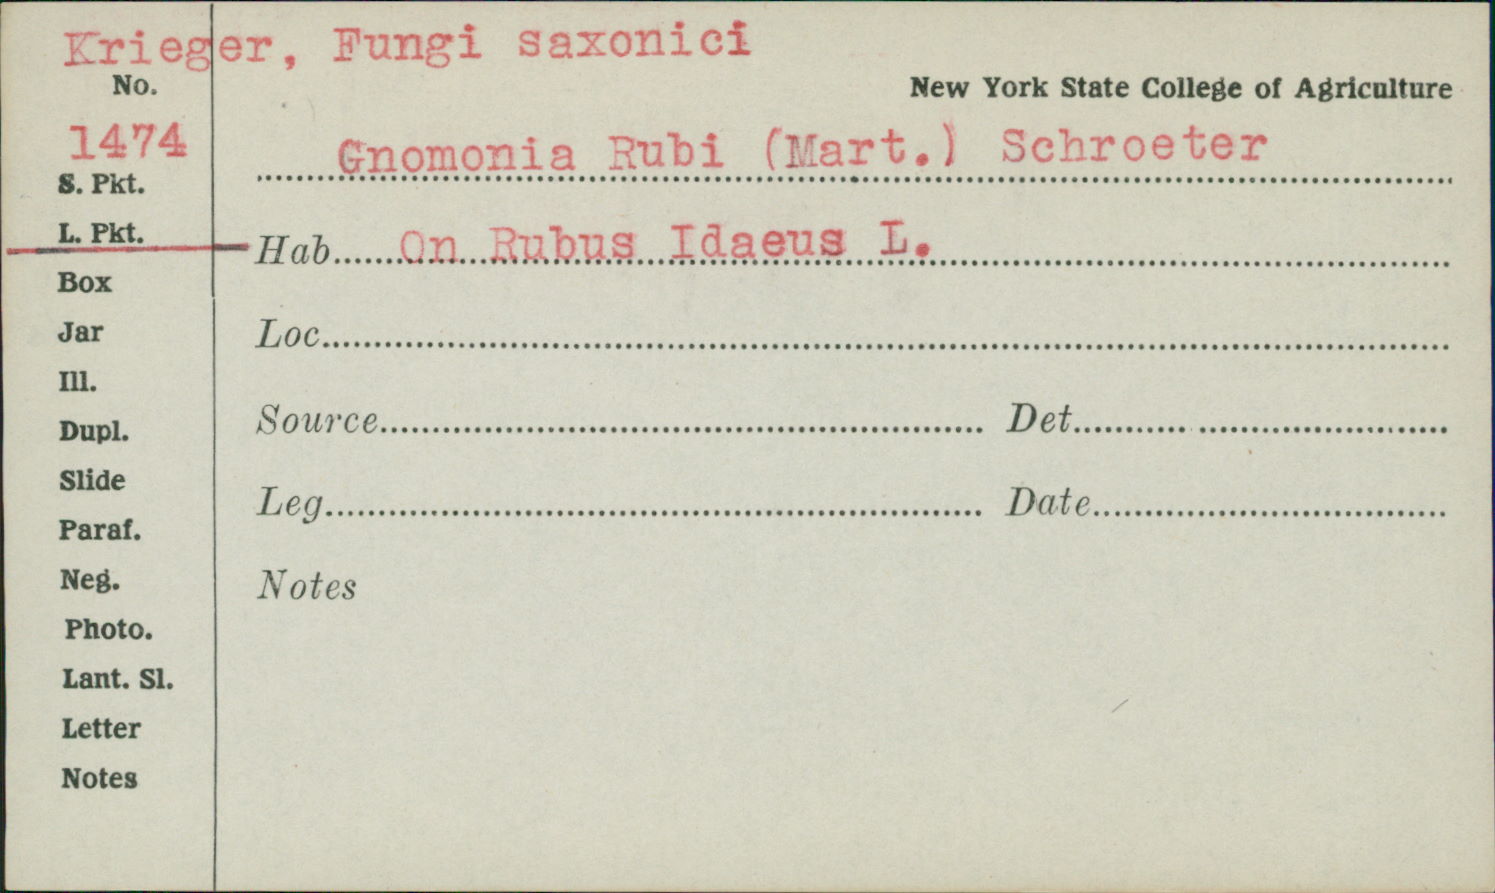 Krieger, Fungi saxonici
No.
New York State College of Agriculture
1474
Gnomonia Rubi (Mart.) Schroeter
S. Pkt.
L. Pkt.
Hab. On Rubus Idaeus L.
Box
Jar
Loc.
Ill.
Dupl.
Source Det.
Slide
Leg. Date
Paraf.
Neg.
Notes
Photo.
Lant. Sl.
Letter
Notes